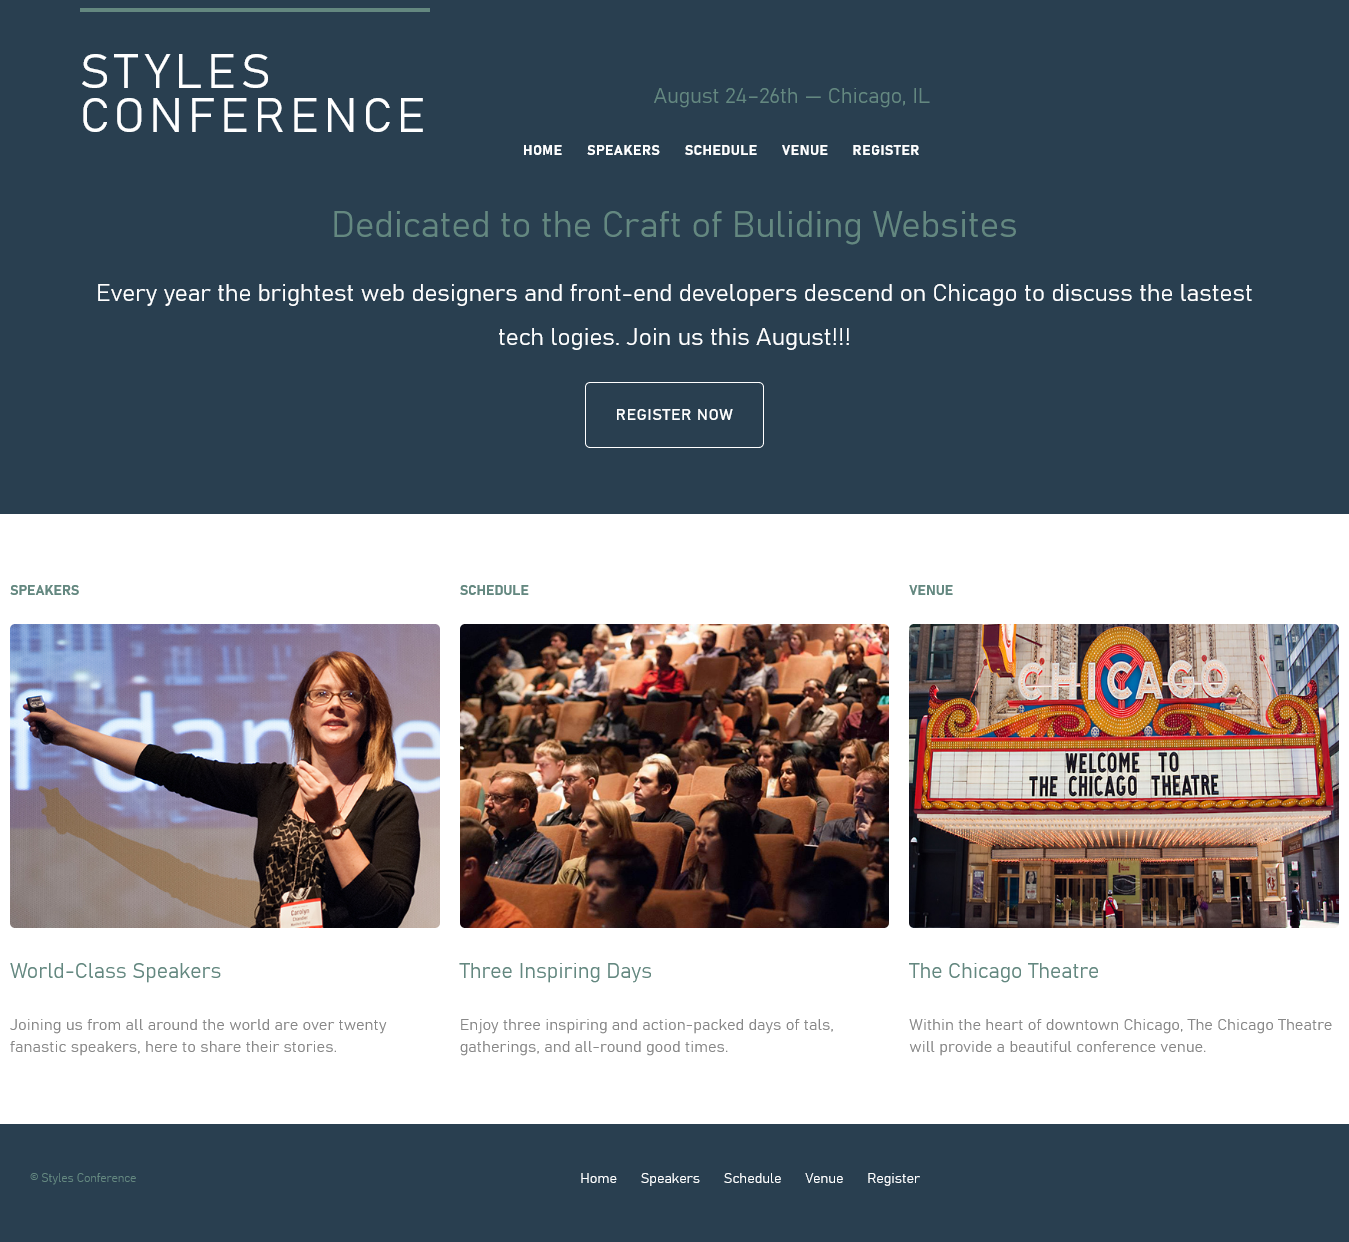 STYLES
CONFERENCE
August 24–26th — Chicago, IL
HOME SPEAKERS SCHEDULE VENUE REGISTER
Dedicated to the Craft of Buliding Websites
Every year the brightest web designers and front-end developers descend on Chicago to discuss the lastest
tech logies. Join us this August!!!
REGISTER NOW
SPEAKERS
SCHEDULE
VENUE
f dan e
Carolyn
Chandler
CHICAGO
WELCOME TO
THE CHICAGO THEATRE
World-Class Speakers
Three Inspiring Days
The Chicago Theatre
Joining us from all around the world are over twenty
fanastic speakers, here to share their stories.
Enjoy three inspiring and action-packed days of tals,
gatherings, and all-round good times.
Within the heart of downtown Chicago, The Chicago Theatre
will provide a beautiful conference venue.
© Styles Conference
Home Speakers Schedule Venue Register